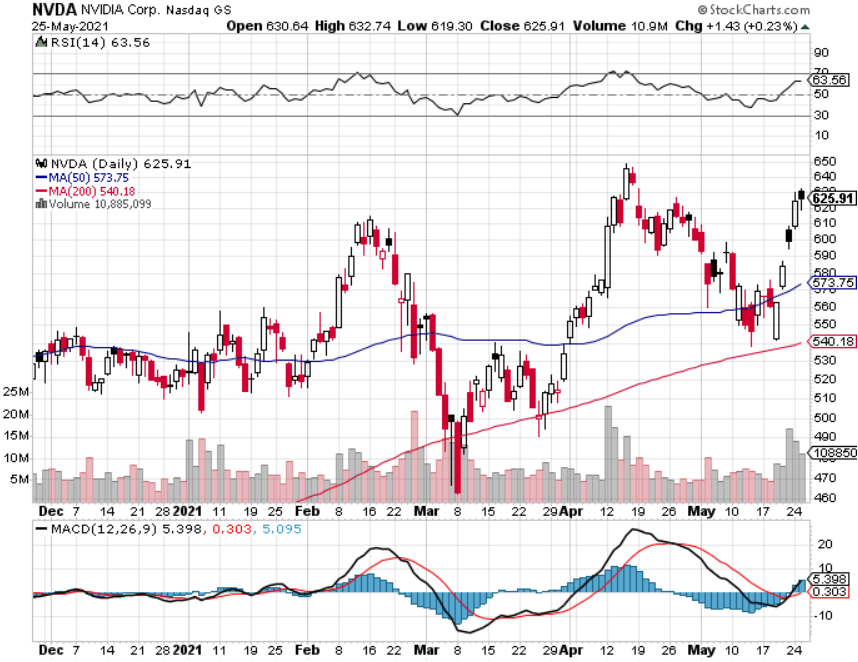 NVDA NVIDIA Corp. Nasdaq GS © StockCharts.com
25-May-2021 Open 630.64 High 632.74 Low 619.30 Close 625.91 Volume 10.9M Chg +1.43 (+0.23%)
RSI(14) 63.56
90
70
63.56
50
30
10
NVDA (Daily) 625.91
MA(50) 573.75
MA(200) 540.18
Volume 10,885,099
650
640
625.91
620
610
600
590
580
573.75
560
550
540.18
530
520
510
500
490
108850
470
460
25M
20M
15M
10M
5M
Dec 7 14 21 28 2021 11 19 25 Feb 8 16 22 Mar 8 15 22 29 Apr 12 19 26 May 10 17 24
MACD(12,26,9) 5.398, 0.303, 5.095
20
10
5.398
0.303
-10
Dec 7 14 21 28 2021 11 19 25 Feb 8 16 22 Mar 8 15 22 29 Apr 12 19 26 May 10 17 24